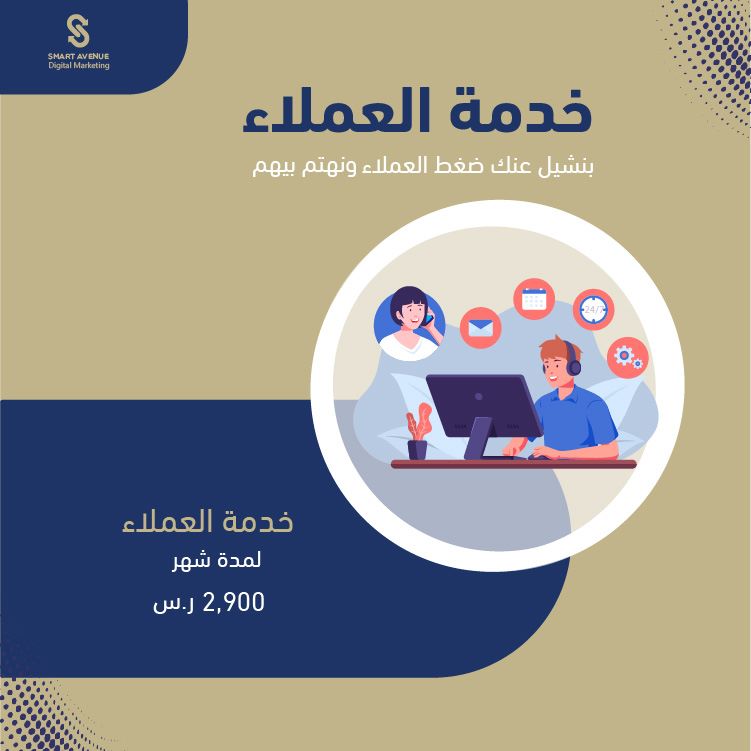 SMART AVENUE
Digital Marketing
خدمة العملاء
بنشيل عنك ضغط العملاء ونهتم بيهم
24/7
خدمة العملاء
لمدة شهر
2,900 ر.س